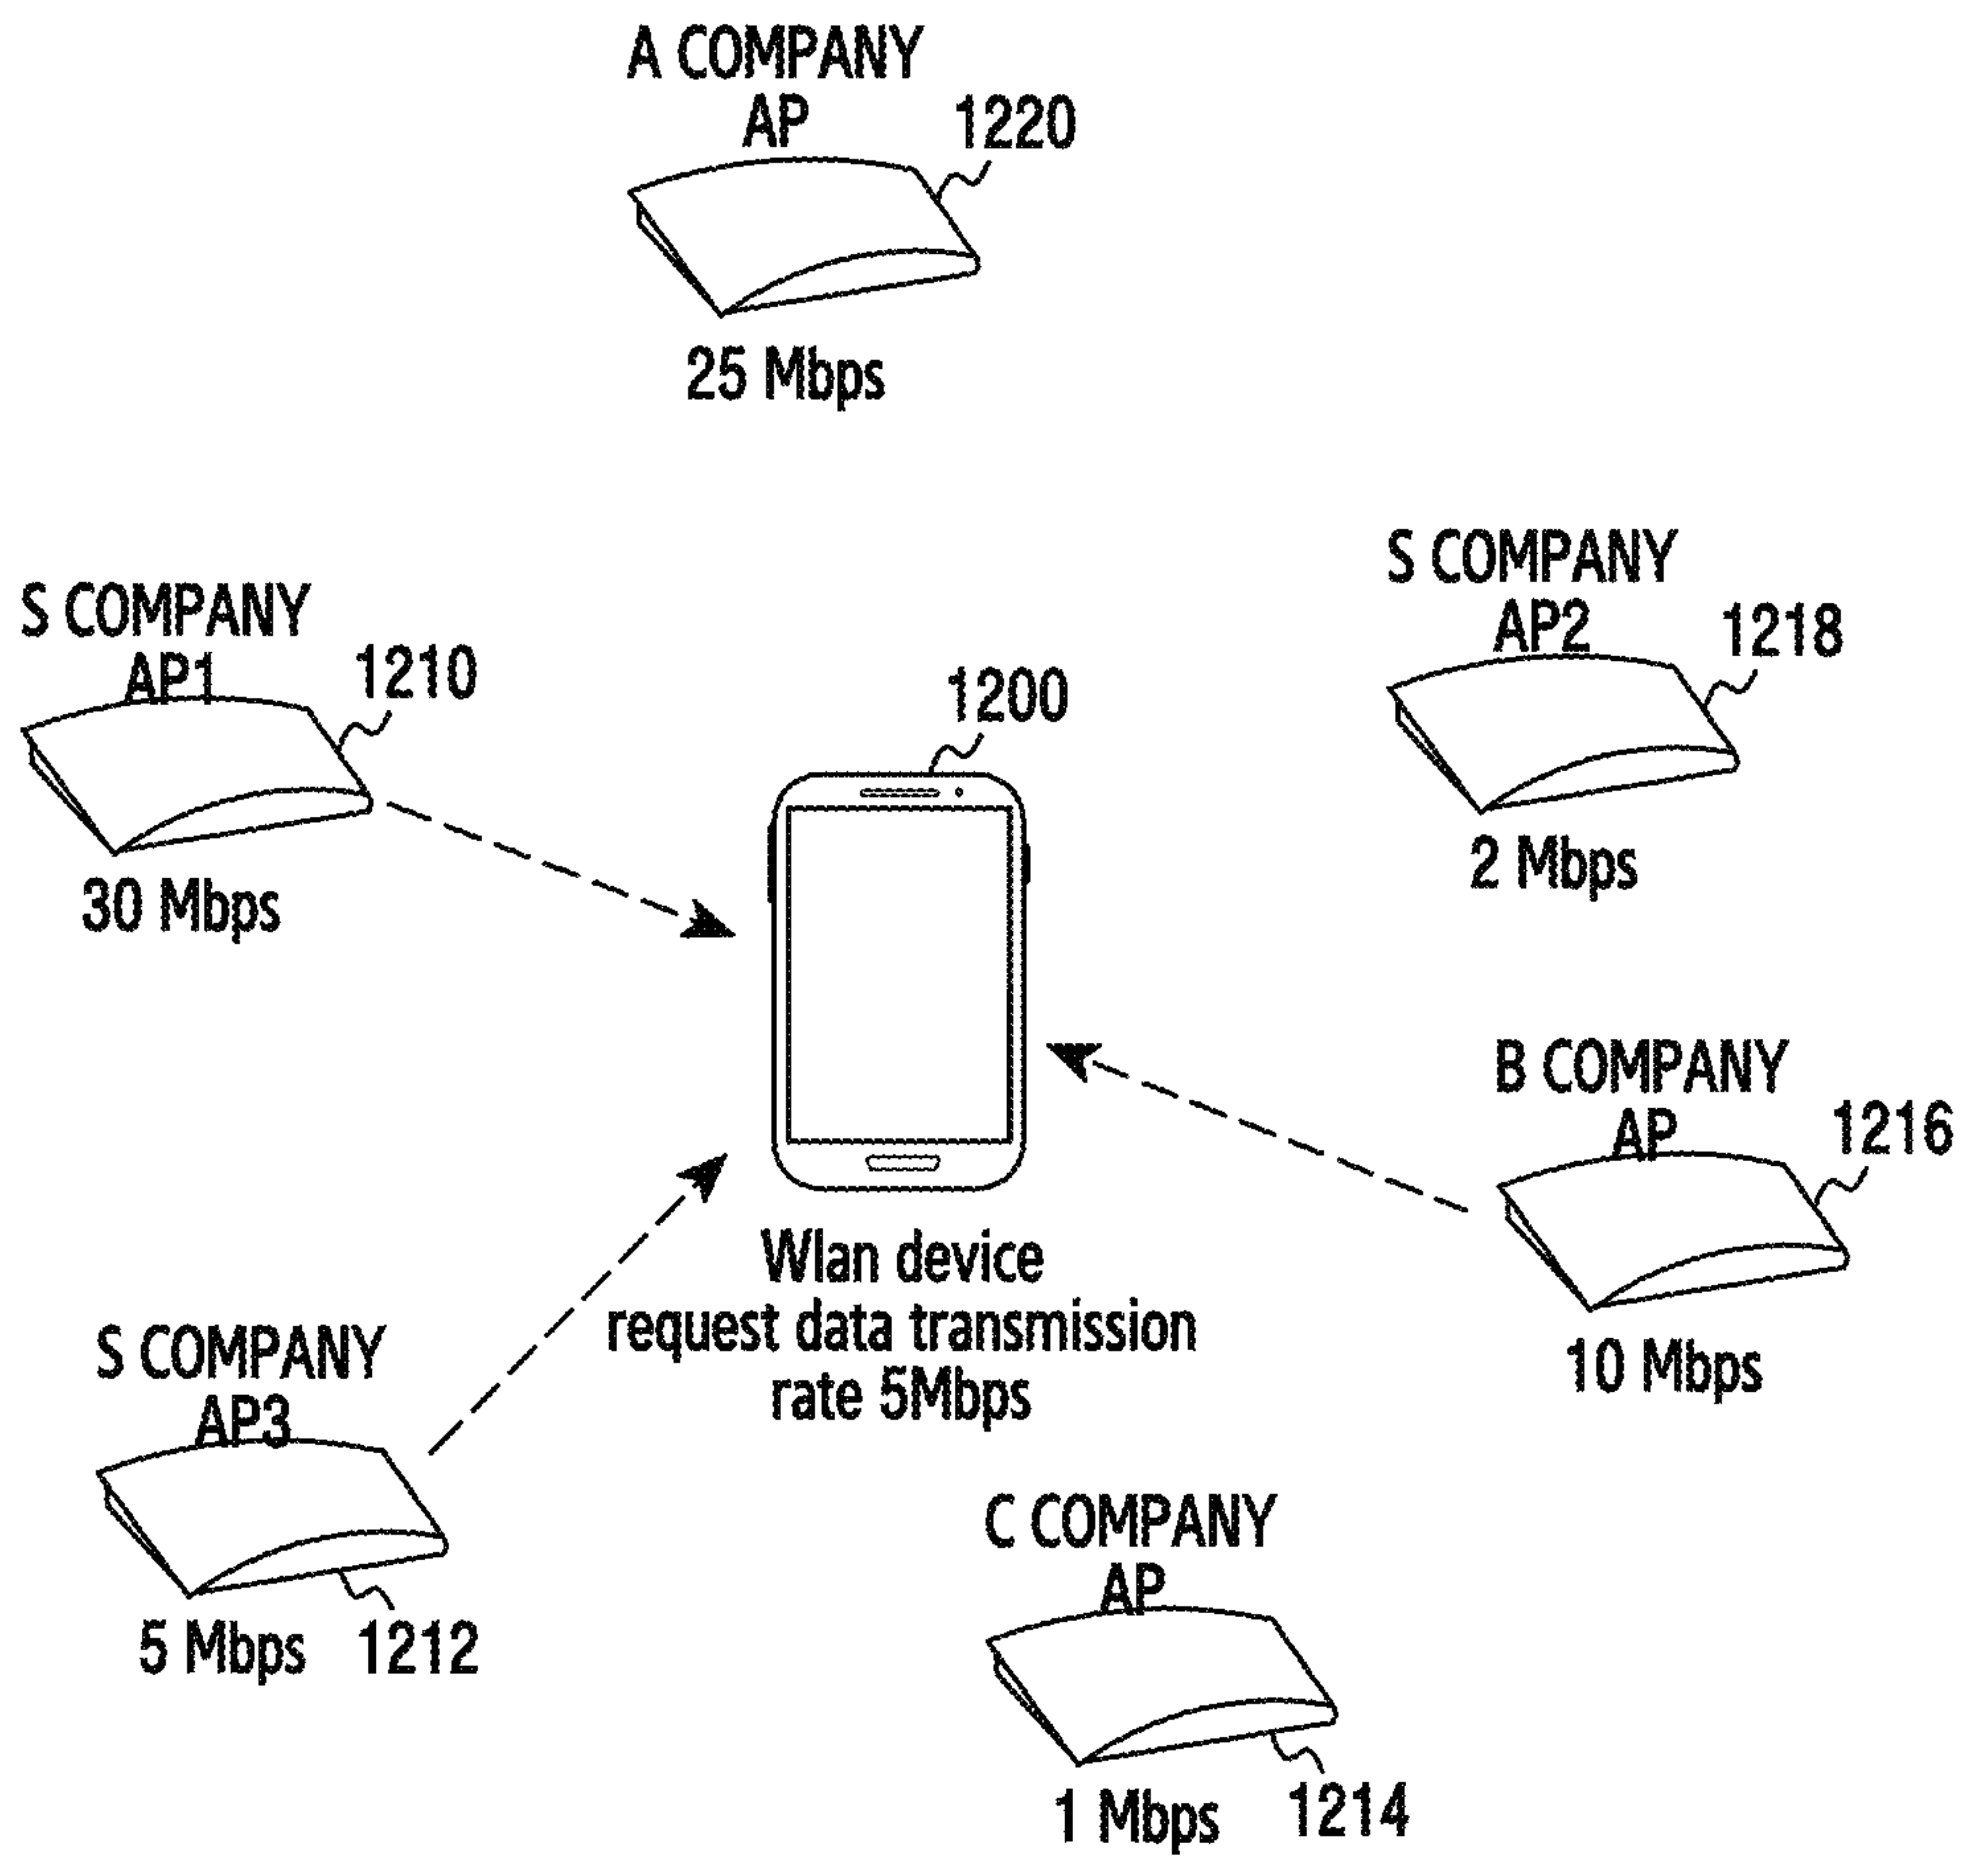 A COMPANY
AP
1220
25 Mbps
S COMPANY
AP1
1210
30 Mbps
1200
S COMPANY
AP2
1218
2 Mbps
B COMPANY
AP
1216
10 Mbps
Wlan device
request data transmission
rate 5Mbps
S COMPANY
AP3
5 Mbps
1212
C COMPANY
AP
1 Mbps
1214